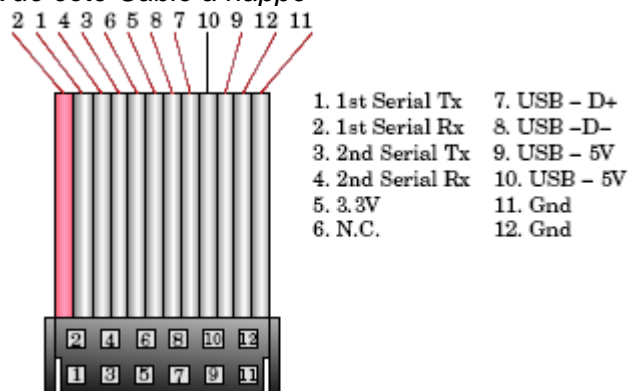 2 1 4 3 6 5 8 7 10 9 12 11
1. 1st Serial Tx 7. USB – D+
2. 1st Serial Rx 8. USB –D–
3. 2nd Serial Tx 9. USB – 5V
4. 2nd Serial Rx 10. USB – 5V
5. 3.3V 11. Gnd
6. N.C. 12. Gnd
2 4 6 8 10 12
1 3 5 7 9 11